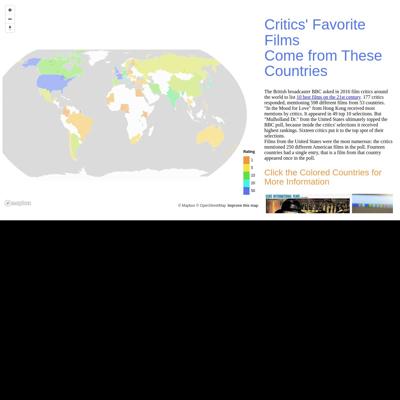 Critics' Favorite
Films
Come from These
Countries
The British broadcaster BBC asked in 2016 film critics around
the world to list 10 best films on the 21st century. 177 critics
responded, mentioning 598 different films from 53 countries.
"In the Mood for Love" from Hong Kong received most
mentions by critics. It appeared in 49 top 10 selections. But
"Mulholland Dr." from the United States ultimately topped the
BBC poll, because inside the critics' selections it received
highest rankings. Sixteen critics put it to the top spot of their
selections.
Films from the United States were the most numerous: the critics
mentioned 250 different American films in the poll. Fourteen
countries had a single entry, that is a film from that country
appeared once in the poll.
Click the Colored Countries for
More Information
Rating
1
5
10
20
50
mapbox
© Mapbox © OpenStreetMap Improve this map